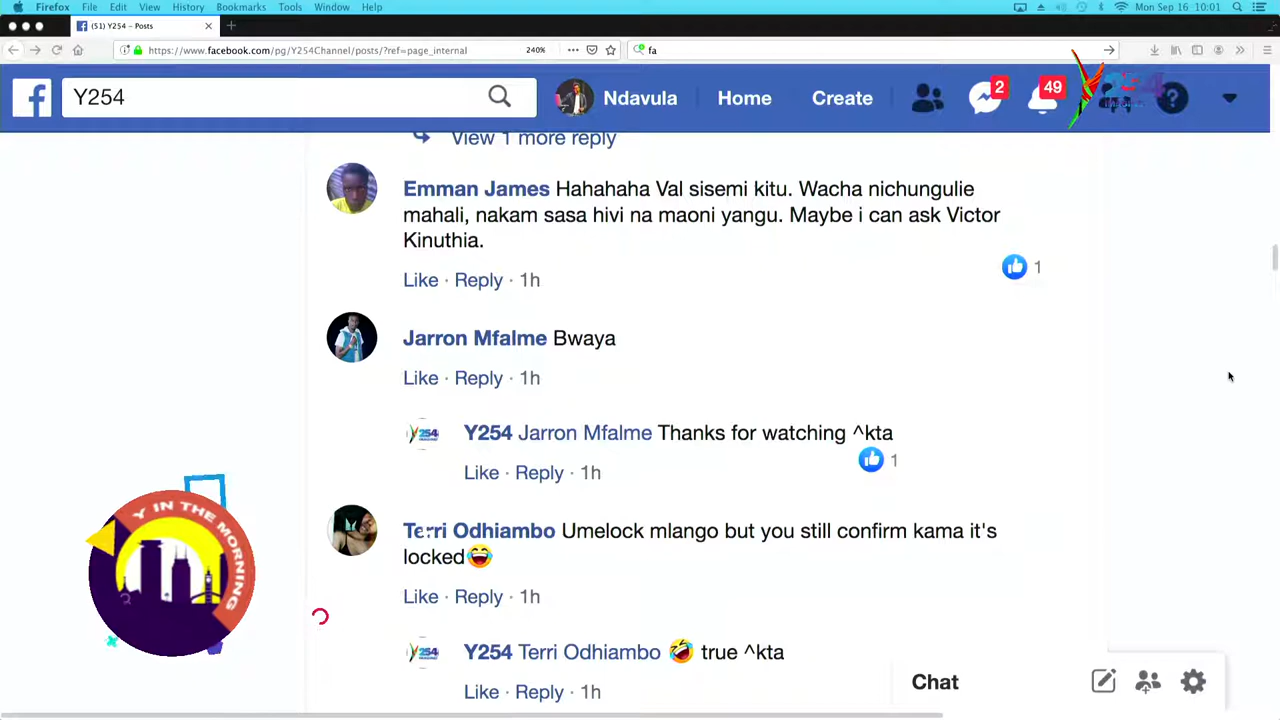 Firefox File Edit View History Bookmarks Tools Window Help Mon Sep 16 10:01
(51) Y254 – Posts
https://www.facebook.com/pg/Y254Channel/posts/?ref=page_internal 240% fa
Y254 Ndavula Home Create 2 49
View 1 more reply
Emman James Hahahaha Val sisemi kitu. Wacha nichungulie
mahali, nakam sasa hivi na maoni yangu. Maybe i can ask Victor
Kinuthia.
1
Like · Reply · 1h
Jarron Mfalme Bwaya
Like · Reply · 1h
Y254 Jarron Mfalme Thanks for watching ^kta
1
Like · Reply · 1h
Terri Odhiambo Umelock mlango but you still confirm kama it's
locked😂
Like · Reply · 1h
Y254 Terri Odhiambo 🤣 true ^kta
Like · Reply · 1h
Y IN THE MORNING
Chat